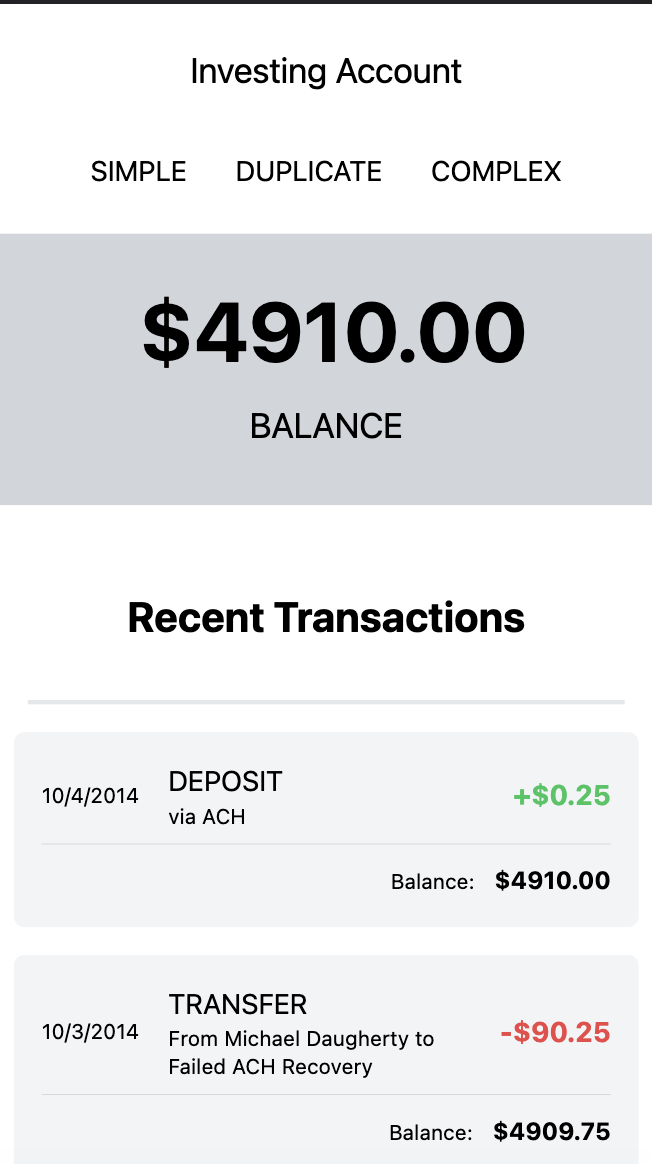 Investing Account
SIMPLE DUPLICATE COMPLEX
$4910.00
BALANCE
Recent Transactions
10/4/2014 DEPOSIT +$0.25
via ACH
Balance: $4910.00
10/3/2014 TRANSFER -$90.25
From Michael Daugherty to
Failed ACH Recovery
Balance: $4909.75